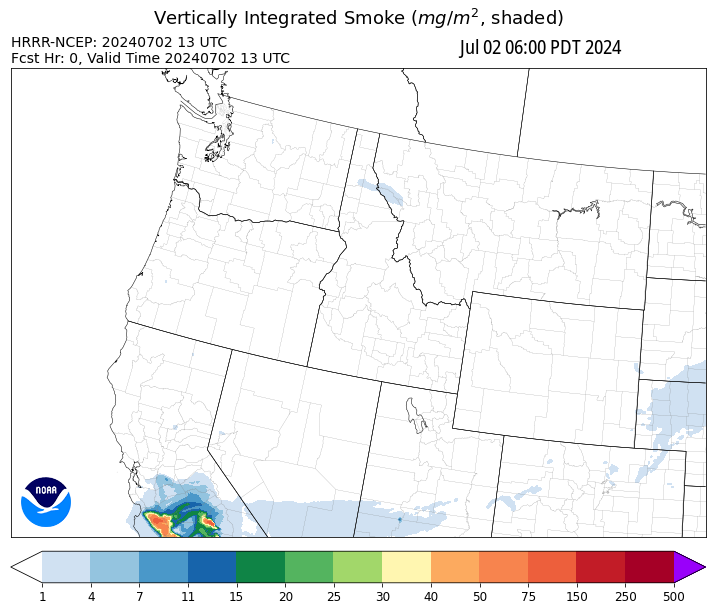 Vertically Integrated Smoke (mg/m², shaded)
HRRR-NCEP: 20240702 13 UTC
Fcst Hr: 0, Valid Time 20240702 13 UTC
Jul 02 06:00 PDT 2024
NOAA
1 4 7 11 15 20 25 30 40 50 75 150 250 500